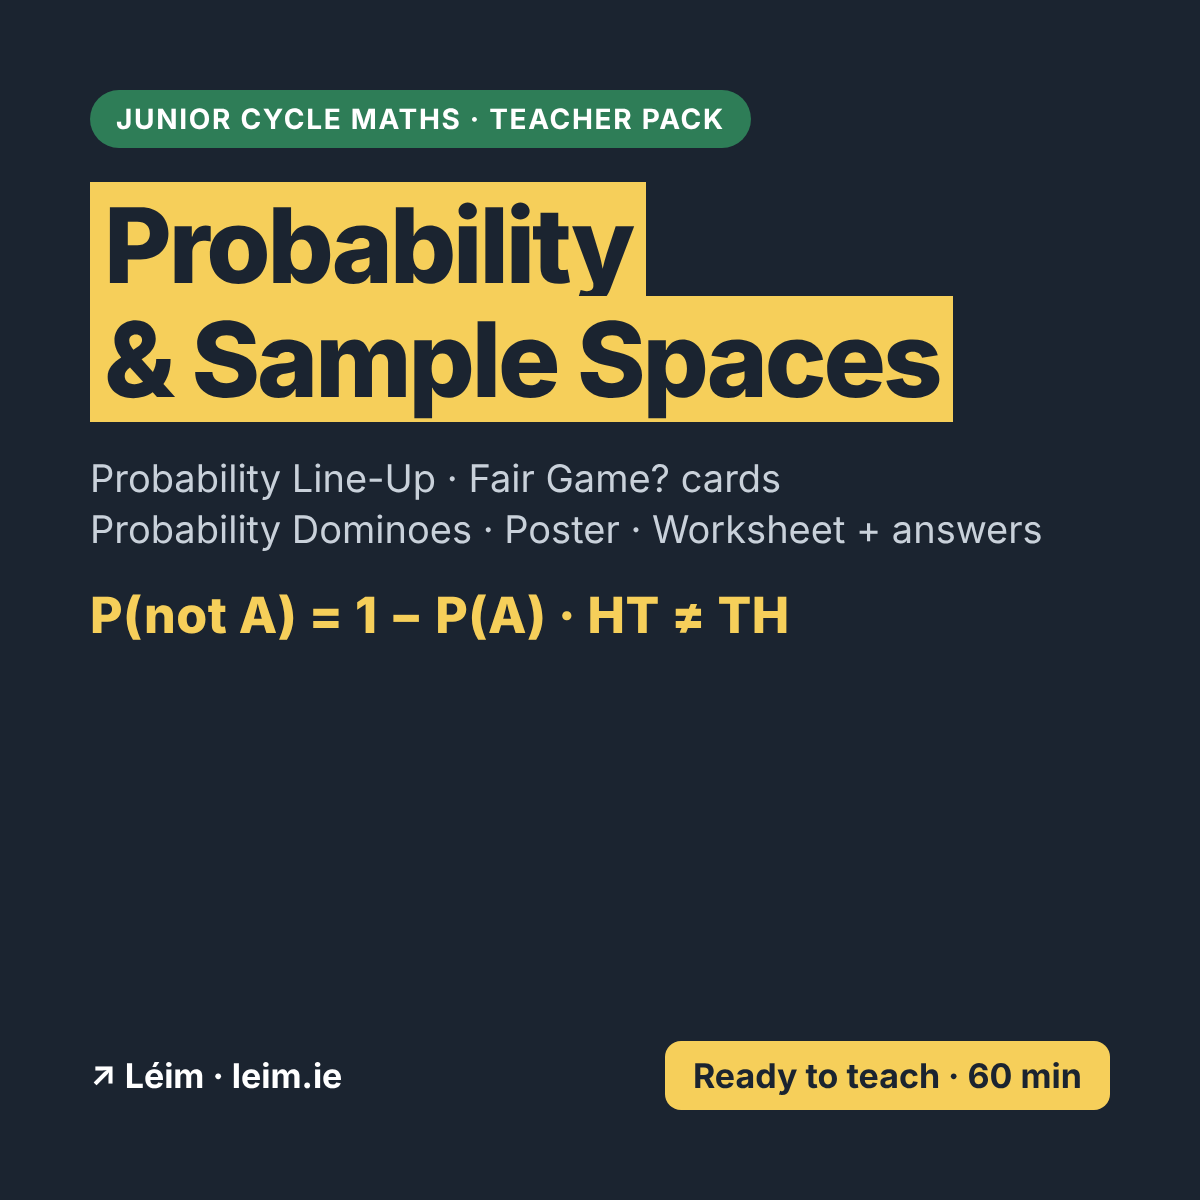 JUNIOR CYCLE MATHS · TEACHER PACK
Probability
& Sample Spaces
Probability Line-Up · Fair Game? cards
Probability Dominoes · Poster · Worksheet + answers
P(not A) = 1 − P(A) · HT ≠ TH
↗ Léim · leim.ie
Ready to teach · 60 min